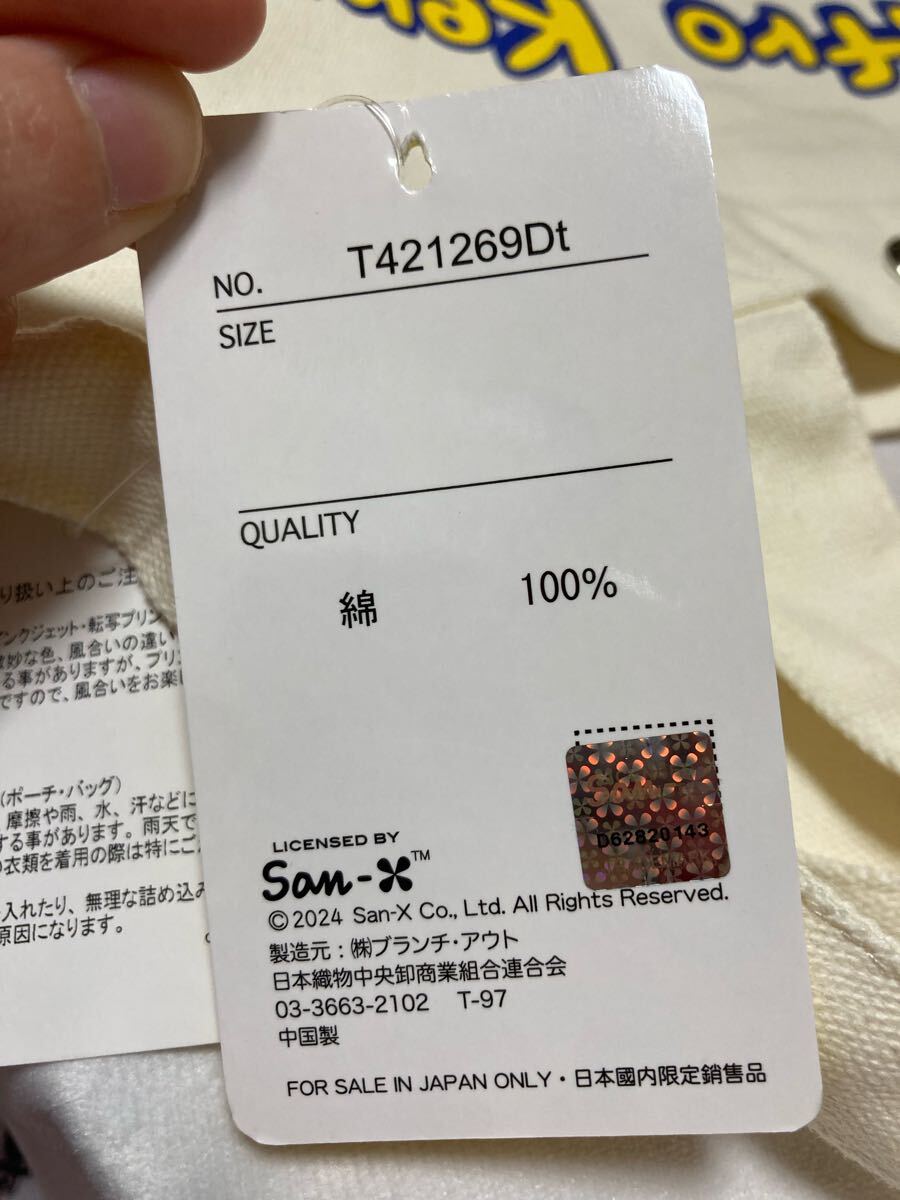 NO. T421269Dt
SIZE
QUALITY
綿 100%
D62820143
LICENSED BY
San-X™
©2024 San-X Co., Ltd. All Rights Reserved.
製造元:㈱ブランチ・アウト
日本織物中央卸商業組合連合会
03-3663-2102 T-97
中国製
FOR SALE IN JAPAN ONLY・日本國内限定銷售品
り扱い上のご注
ンクジェット・転写プリン
妙な色、風合いの違い
る事がありますが、プリ
ですので、風合いをお楽し
(ポーチ・バッグ)
摩擦や雨、水、汗などに
する事があります。雨天で
衣類を着用の際は特にご
入れたり、無理な詰め込み
原因になります。
tro
Ke